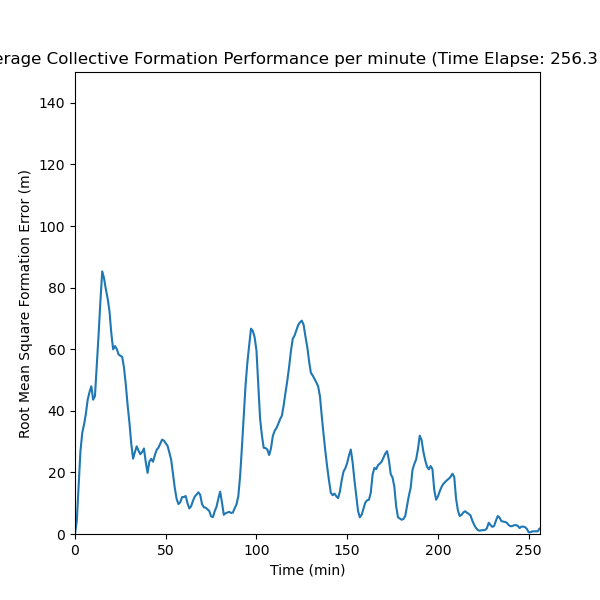 erage Collective Formation Performance per minute (Time Elapse: 256.3
140
120
100
80
60
40
20
0
Root Mean Square Formation Error (m)
0 50 100 150 200 250
Time (min)